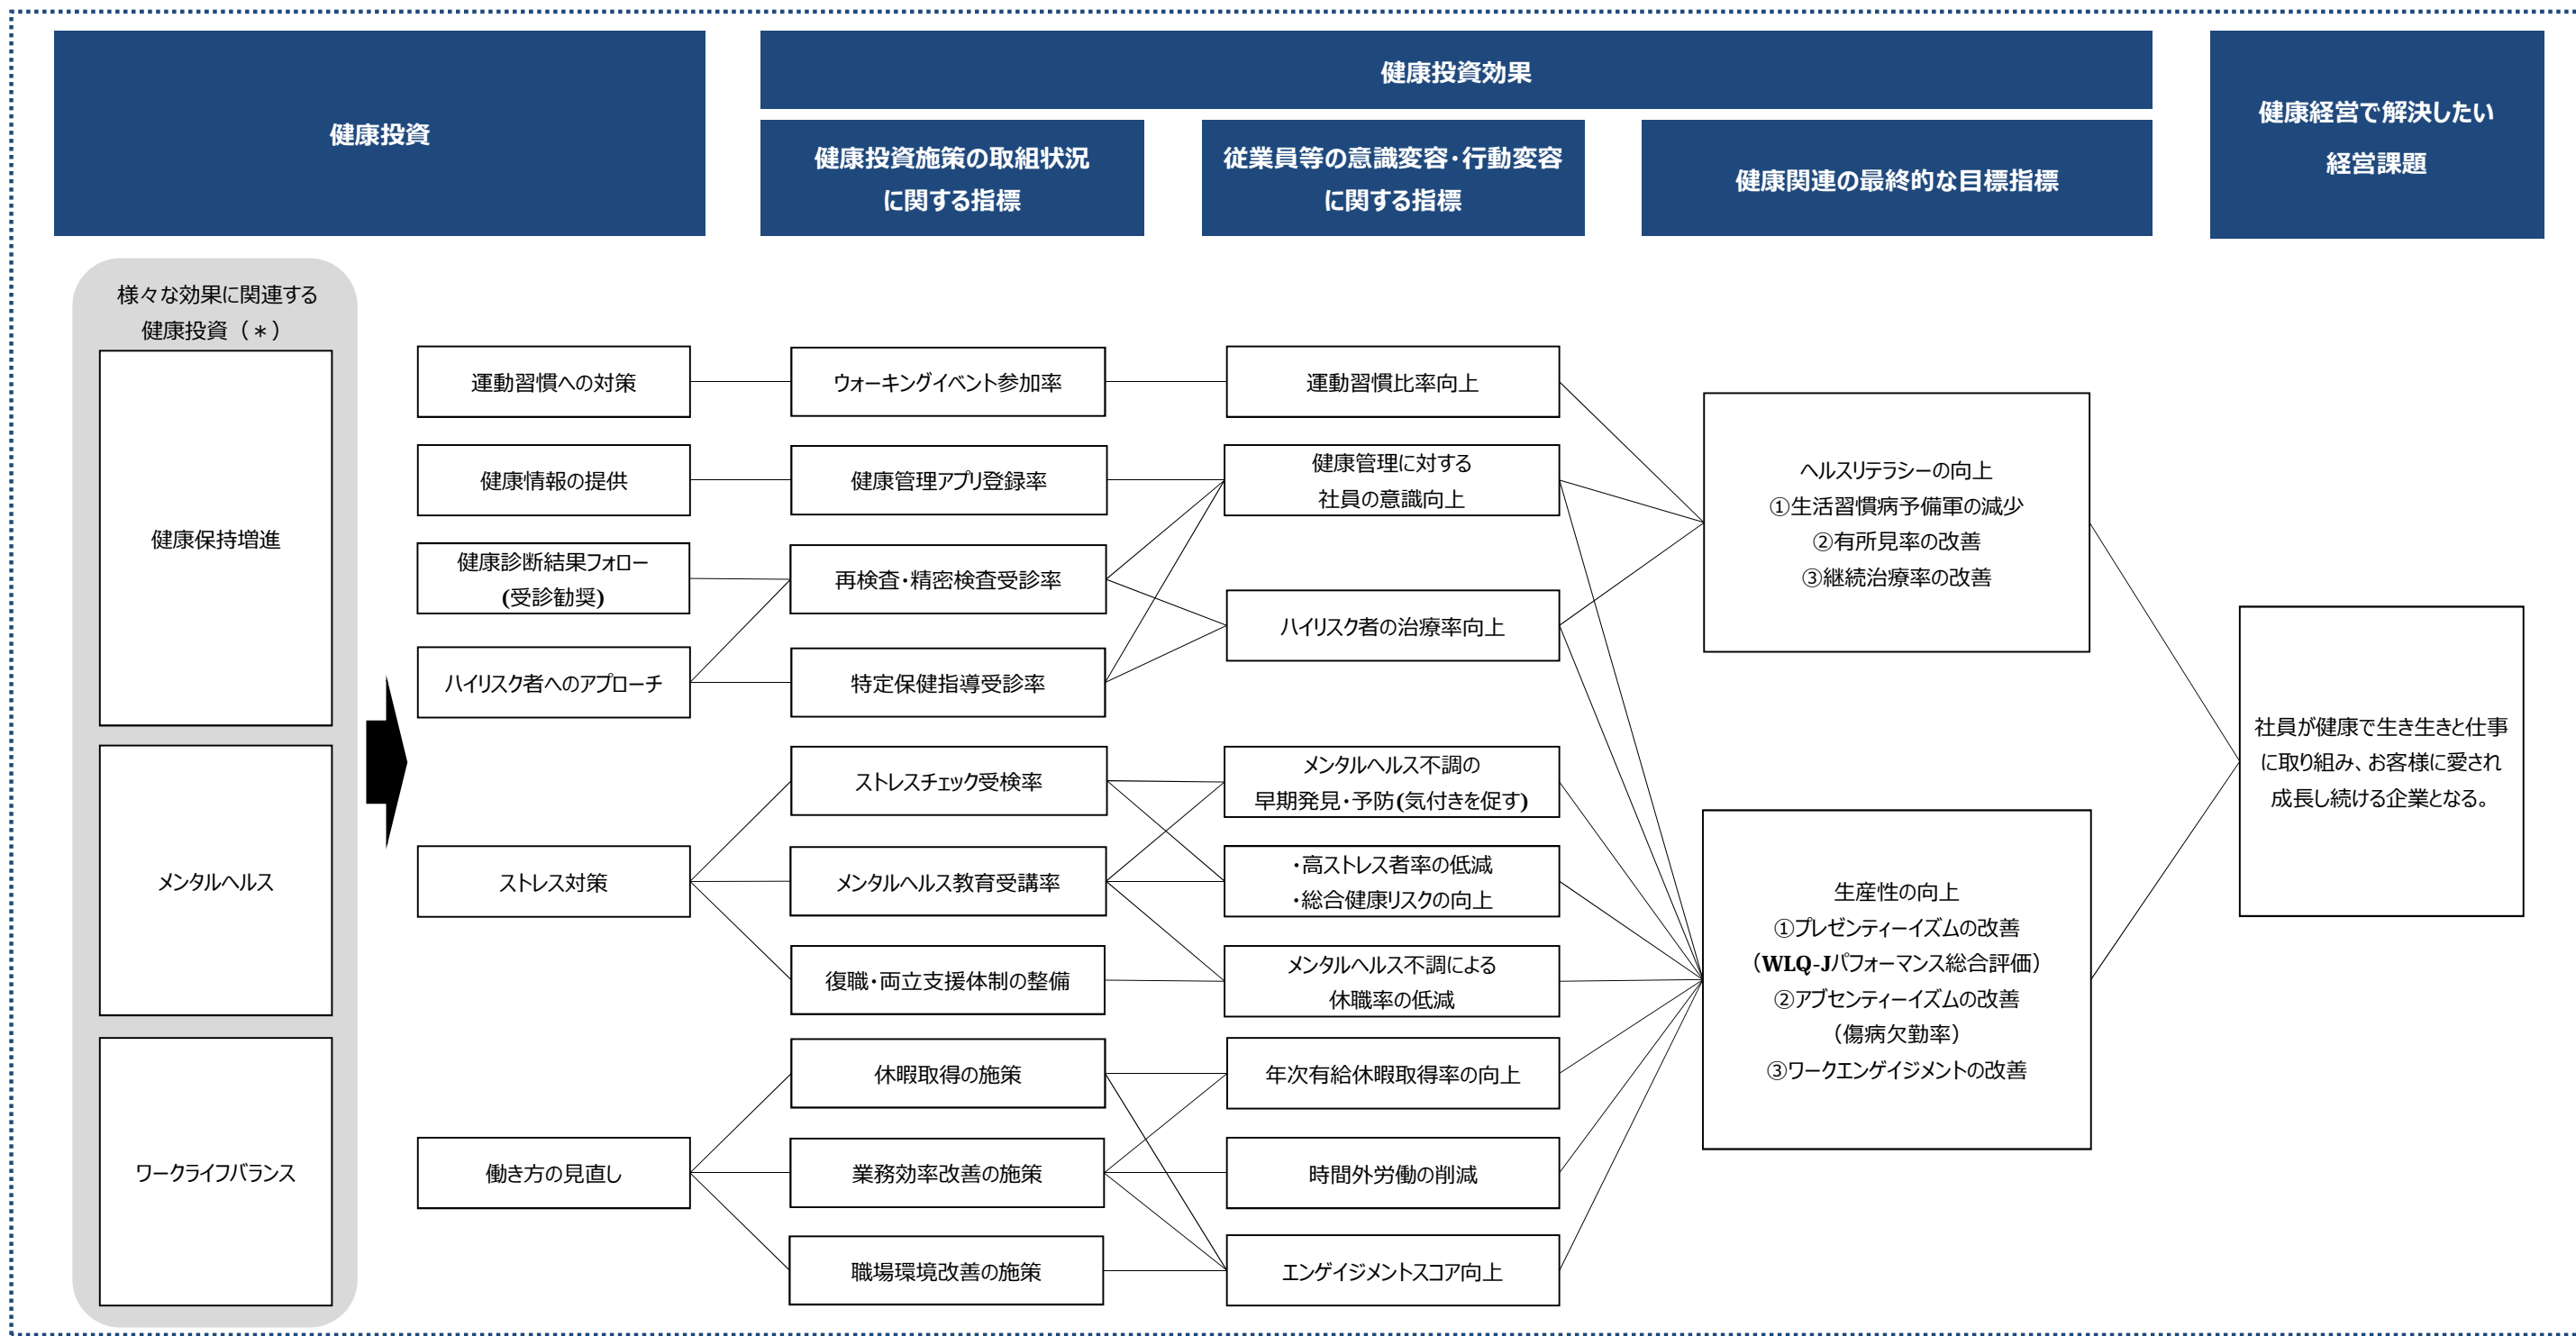 健康投資
健康投資効果
健康投資施策の取組状況
に関する指標
従業員等の意識変容・行動変容
に関する指標
健康関連の最終的な目標指標
健康経営で解決したい
経営課題
様々な効果に関連する
健康投資（＊）
健康保持増進
メンタルヘルス
ワークライフバランス
運動習慣への対策
健康情報の提供
健康診断結果フォロー
(受診勧奨)
ハイリスク者へのアプローチ
ストレス対策
働き方の見直し
ウォーキングイベント参加率
健康管理アプリ登録率
再検査・精密検査受診率
特定保健指導受診率
ストレスチェック受検率
メンタルヘルス教育受講率
復職・両立支援体制の整備
休暇取得の施策
業務効率改善の施策
職場環境改善の施策
運動習慣比率向上
健康管理に対する
社員の意識向上
ハイリスク者の治療率向上
メンタルヘルス不調の
早期発見・予防(気付きを促す)
・高ストレス者率の低減
・総合健康リスクの向上
メンタルヘルス不調による
休職率の低減
年次有給休暇取得率の向上
時間外労働の削減
エンゲイジメントスコア向上
ヘルスリテラシーの向上
①生活習慣病予備軍の減少
②有所見率の改善
③継続治療率の改善
生産性の向上
①プレゼンティーイズムの改善
（WLQ-Jパフォーマンス総合評価）
②アブセンティーイズムの改善
（傷病欠勤率）
③ワークエンゲイジメントの改善
社員が健康で生き生きと仕事
に取り組み、お客様に愛され
成長し続ける企業となる。